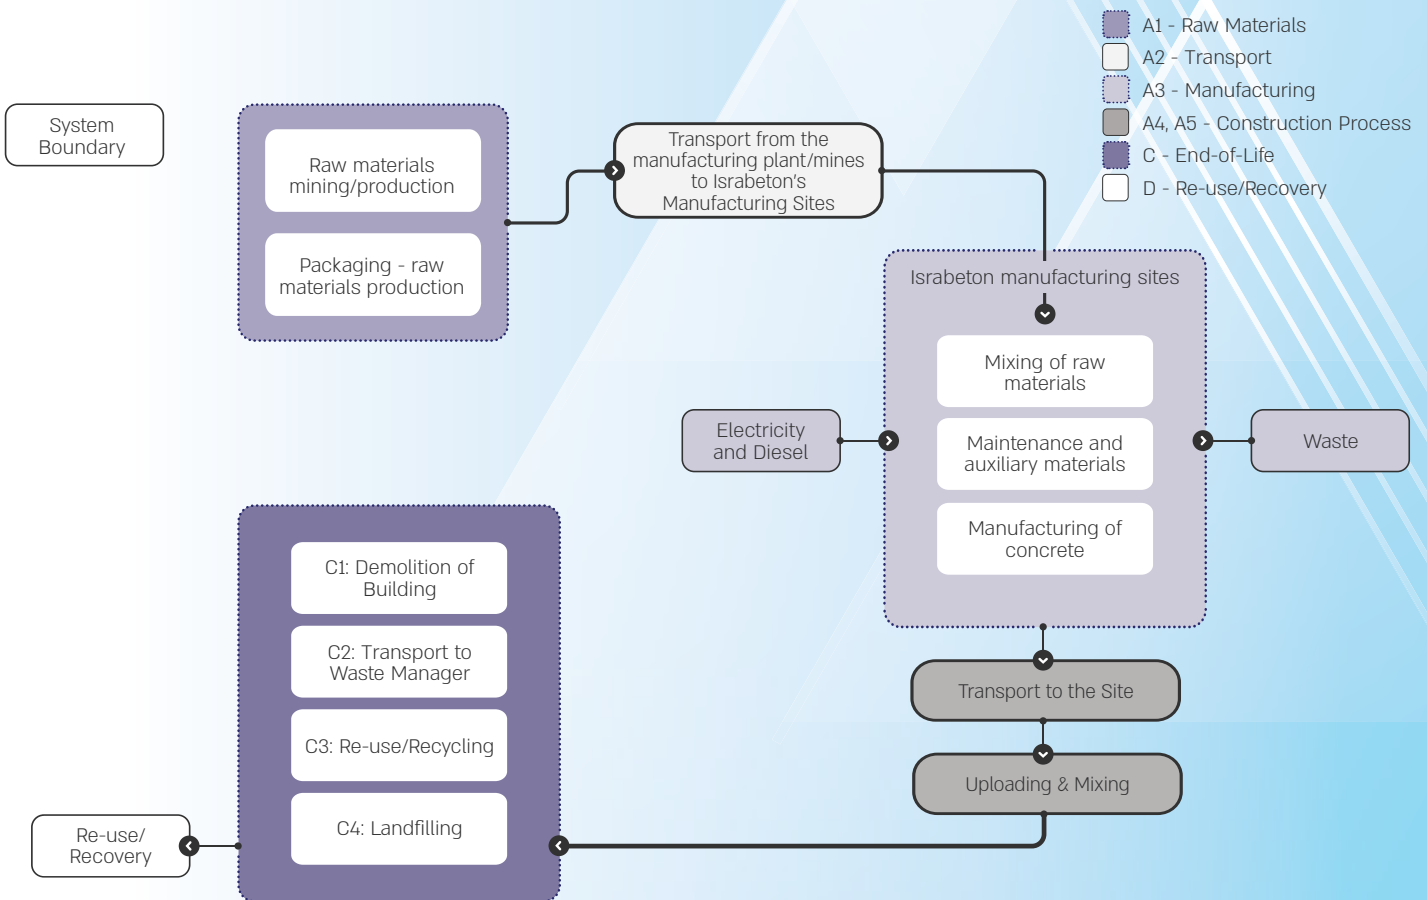 A1 - Raw Materials
A2 - Transport
A3 - Manufacturing
A4, A5 - Construction Process
C - End-of-Life
D - Re-use/Recovery
System
Boundary
Raw materials
mining/production
Packaging - raw
materials production
Transport from the
manufacturing plant/mines
to Israbeton's
Manufacturing Sites
Israbeton manufacturing sites
Mixing of raw
materials
Maintenance and
auxiliary materials
Manufacturing of
concrete
Electricity
and Diesel
Waste
Transport to the Site
Uploading & Mixing
C1: Demolition of
Building
C2: Transport to
Waste Manager
C3: Re-use/Recycling
C4: Landfilling
Re-use/
Recovery